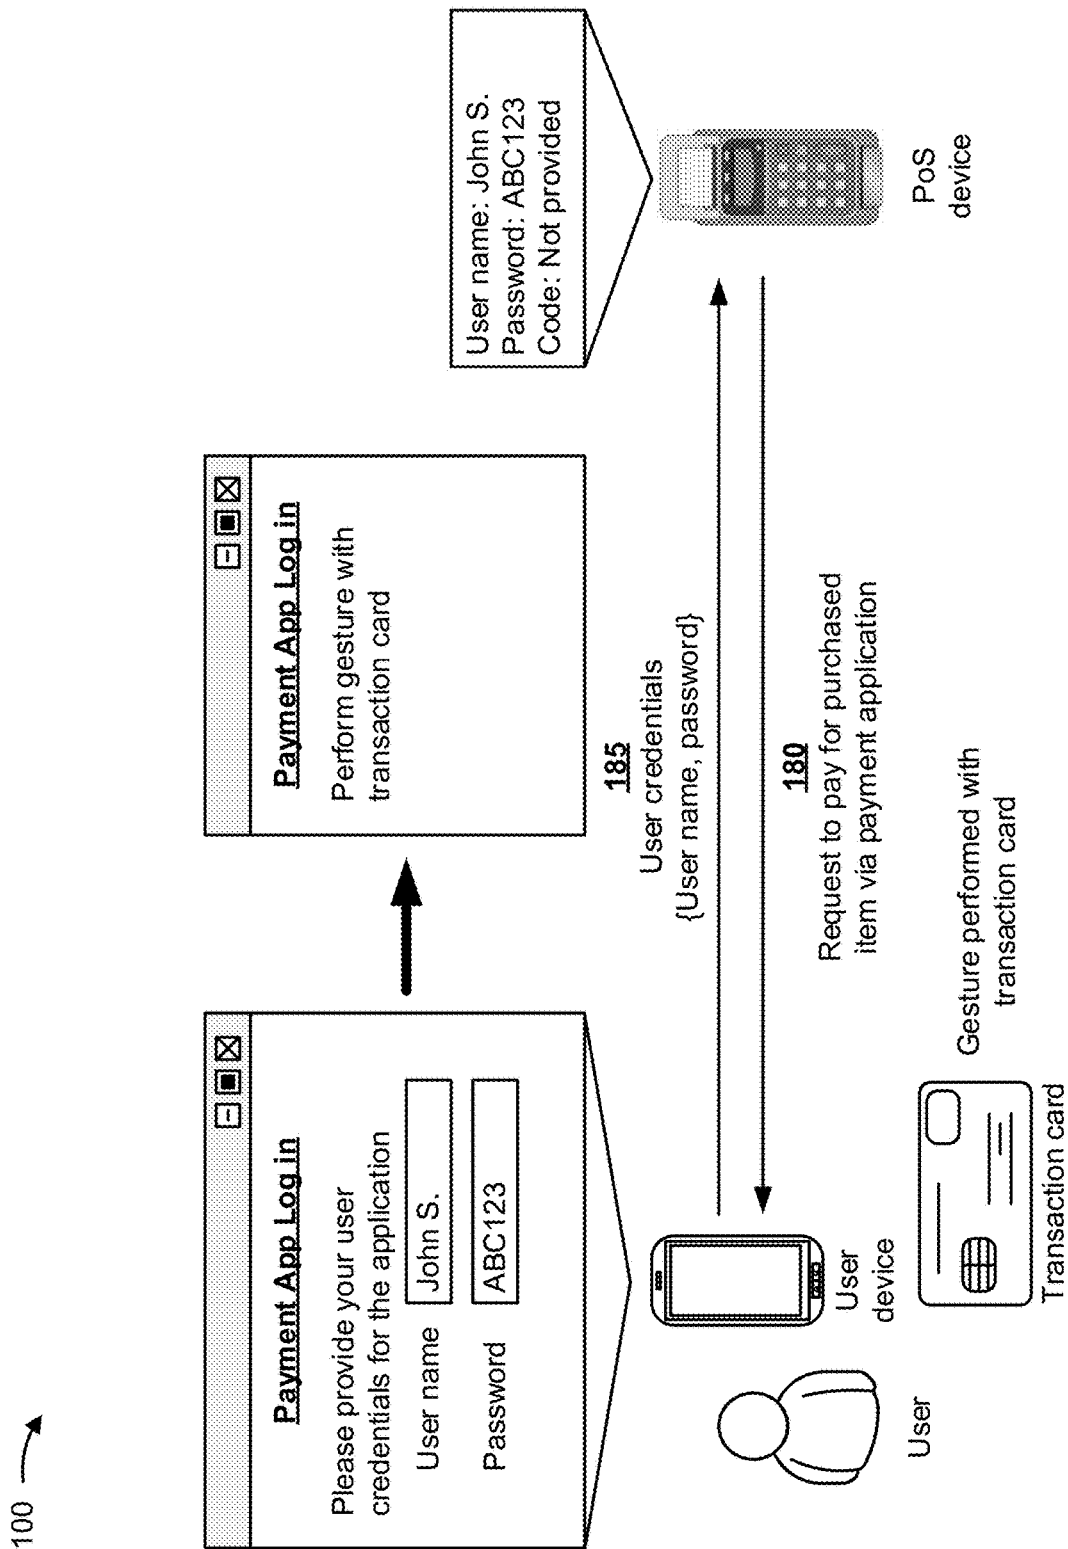 100
Payment App Log in
Please provide your user
credentials for the application
User name
John S.
Password
ABC123
Payment App Log in
Perform gesture with
transaction card
User name: John S.
Password: ABC123
Code: Not provided
185
User credentials
{User name, password}
180
Request to pay for purchased
item via payment application
User
User
device
Gesture performed with
transaction card
Transaction card
PoS
device